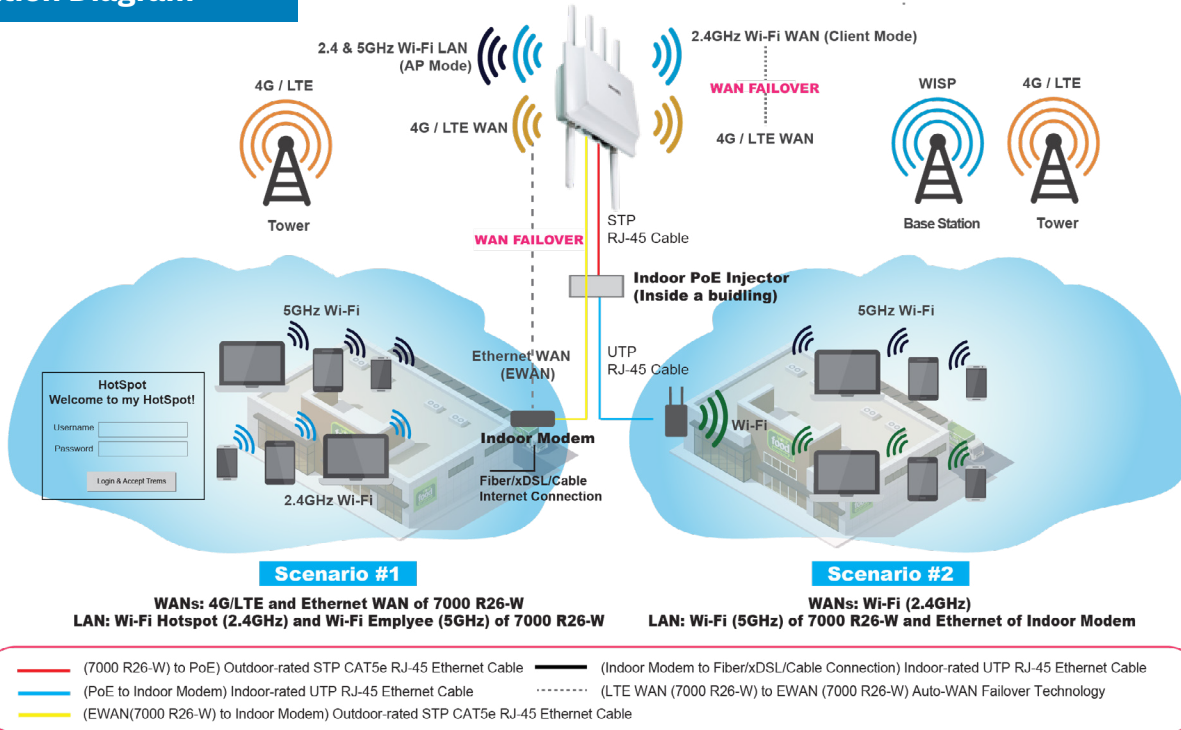 2.4 & 5GHz Wi-Fi LAN
(AP Mode)
2.4GHz Wi-Fi WAN (Client Mode)
WAN FAILOVER
4G / LTE WAN
4G / LTE WAN
4G / LTE
Tower
WISP
Base Station
4G / LTE
Tower
WAN FAILOVER
STP
RJ-45 Cable
Indoor PoE Injector
(Inside a buidling)
Ethernet WAN
(EWAN)
UTP
RJ-45 Cable
5GHz Wi-Fi
HotSpot
Welcome to my HotSpot!
Username
Password
Login & Accept Trems
2.4GHz Wi-Fi
Indoor Modem
Fiber/xDSL/Cable
Internet Connection
food
5GHz Wi-Fi
Wi-Fi
food
Scenario #1
WANs: 4G/LTE and Ethernet WAN of 7000 R26-W
LAN: Wi-Fi Hotspot (2.4GHz) and Wi-Fi Emplyee (5GHz) of 7000 R26-W
Scenario #2
WANs: Wi-Fi (2.4GHz)
LAN: Wi-Fi (5GHz) of 7000 R26-W and Ethernet of Indoor Modem
(7000 R26-W) to PoE) Outdoor-rated STP CAT5e RJ-45 Ethernet Cable
(Indoor Modem to Fiber/xDSL/Cable Connection) Indoor-rated UTP RJ-45 Ethernet Cable
(PoE to Indoor Modem) Indoor-rated UTP RJ-45 Ethernet Cable
(LTE WAN (7000 R26-W) to EWAN (7000 R26-W) Auto-WAN Failover Technology
(EWAN(7000 R26-W) to Indoor Modem) Outdoor-rated STP CAT5e RJ-45 Ethernet Cable